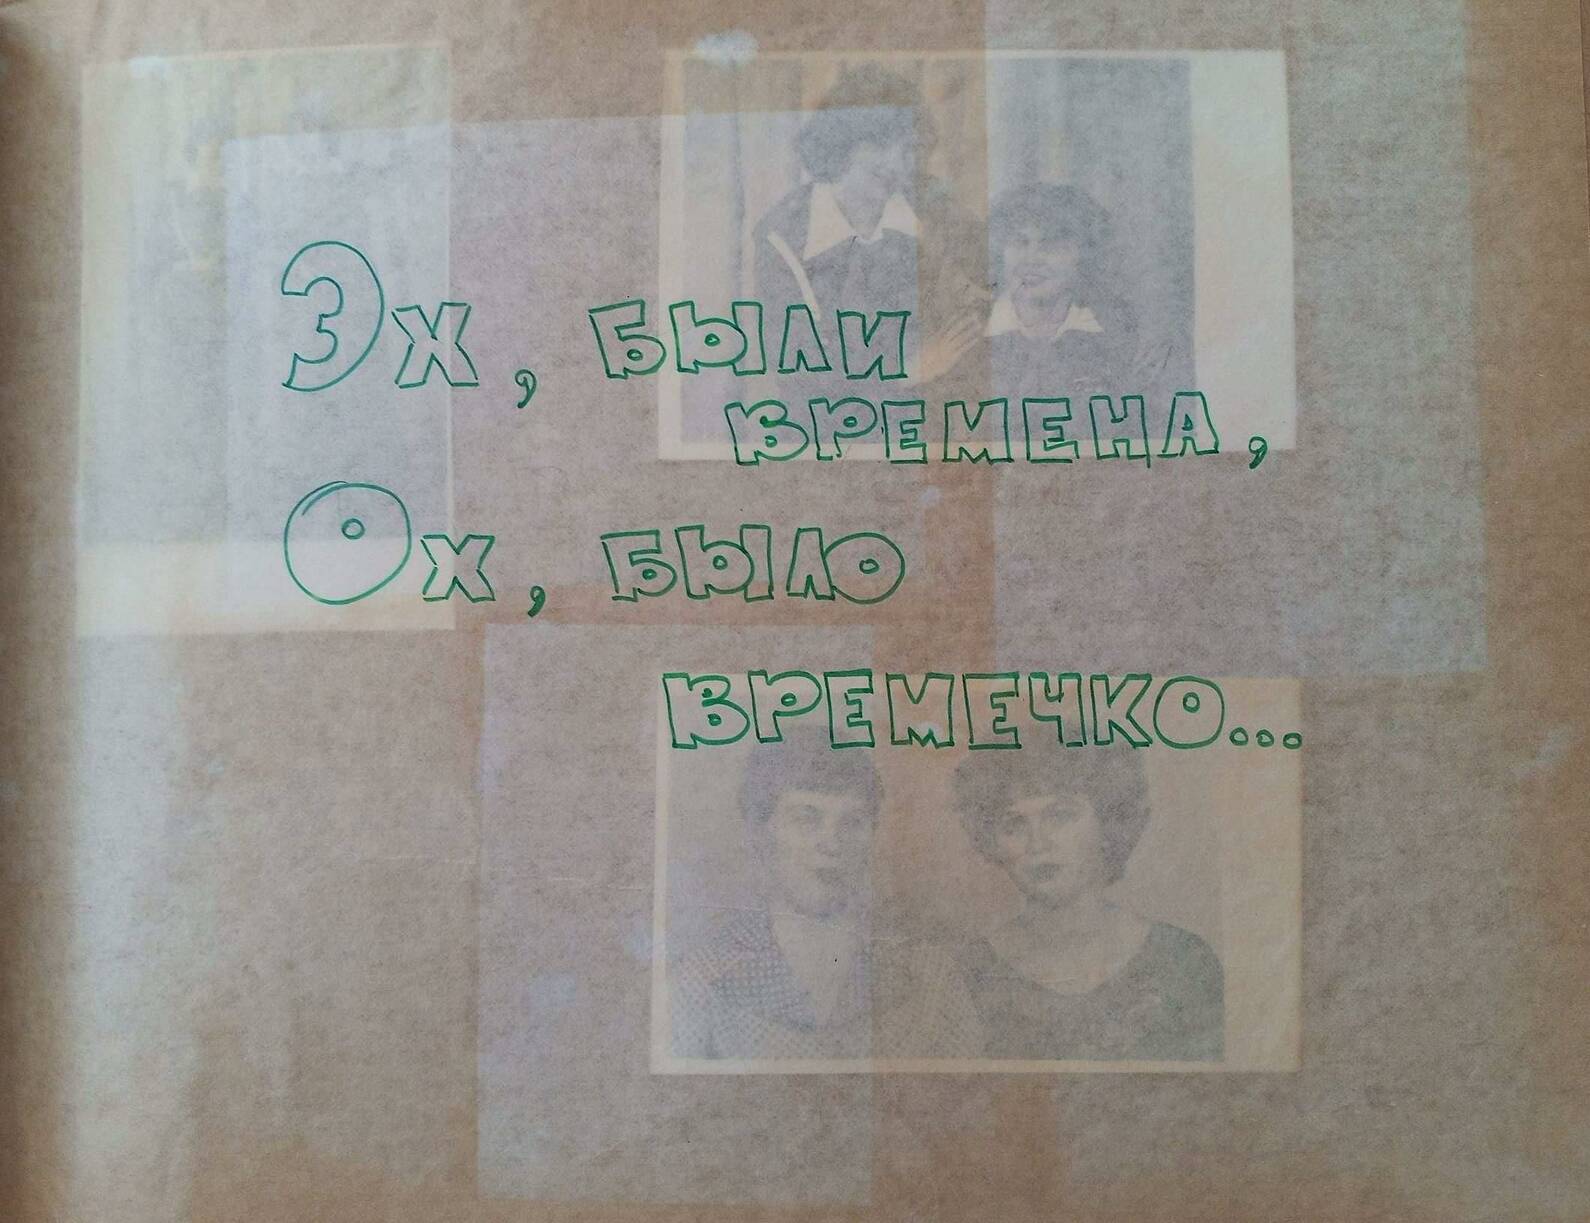 Эх, были
времена,
Ох, было
времечко...